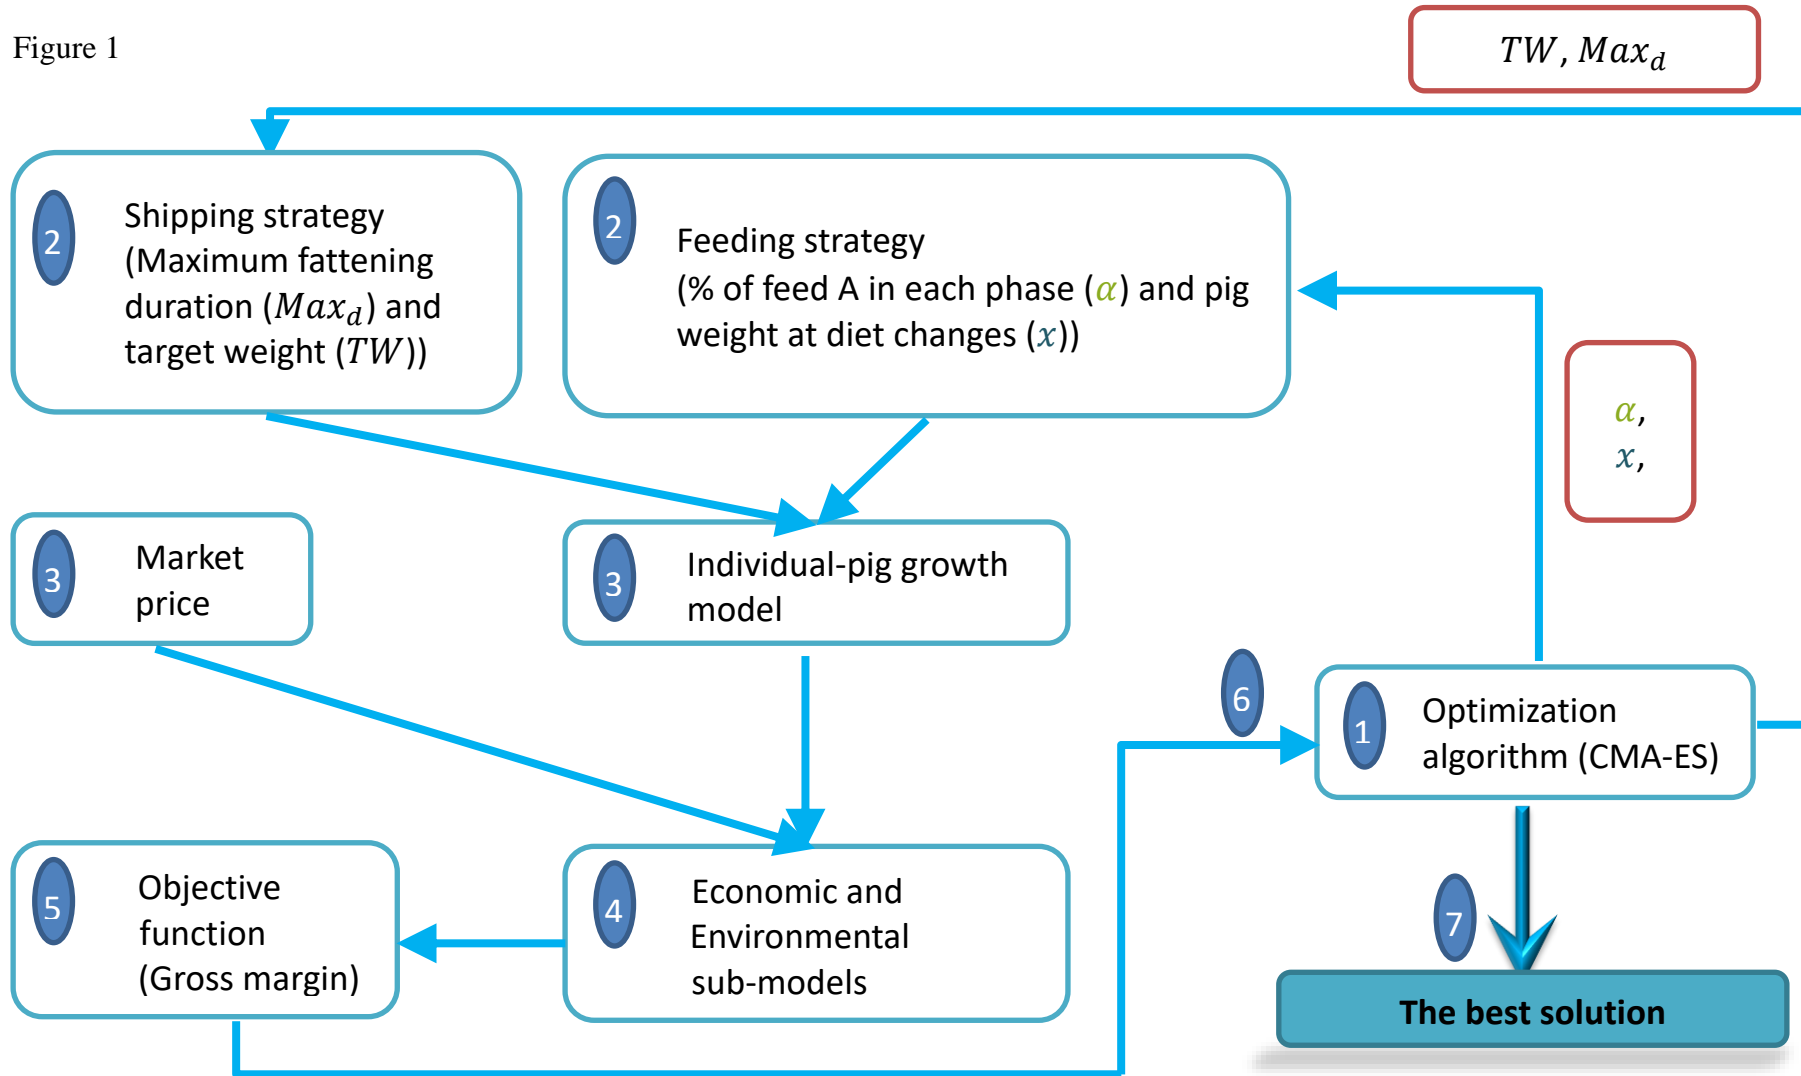 Figure 1
TW, Max_d
2
Shipping strategy
(Maximum fattening
duration (Max_d) and
target weight (TW))
2
Feeding strategy
(% of feed A in each phase (α) and pig
weight at diet changes (x))
α,
x,
3
Market
price
3
Individual-pig growth
model
6
1
Optimization
algorithm (CMA-ES)
5
Objective
function
(Gross margin)
4
Economic and
Environmental
sub-models
7
The best solution